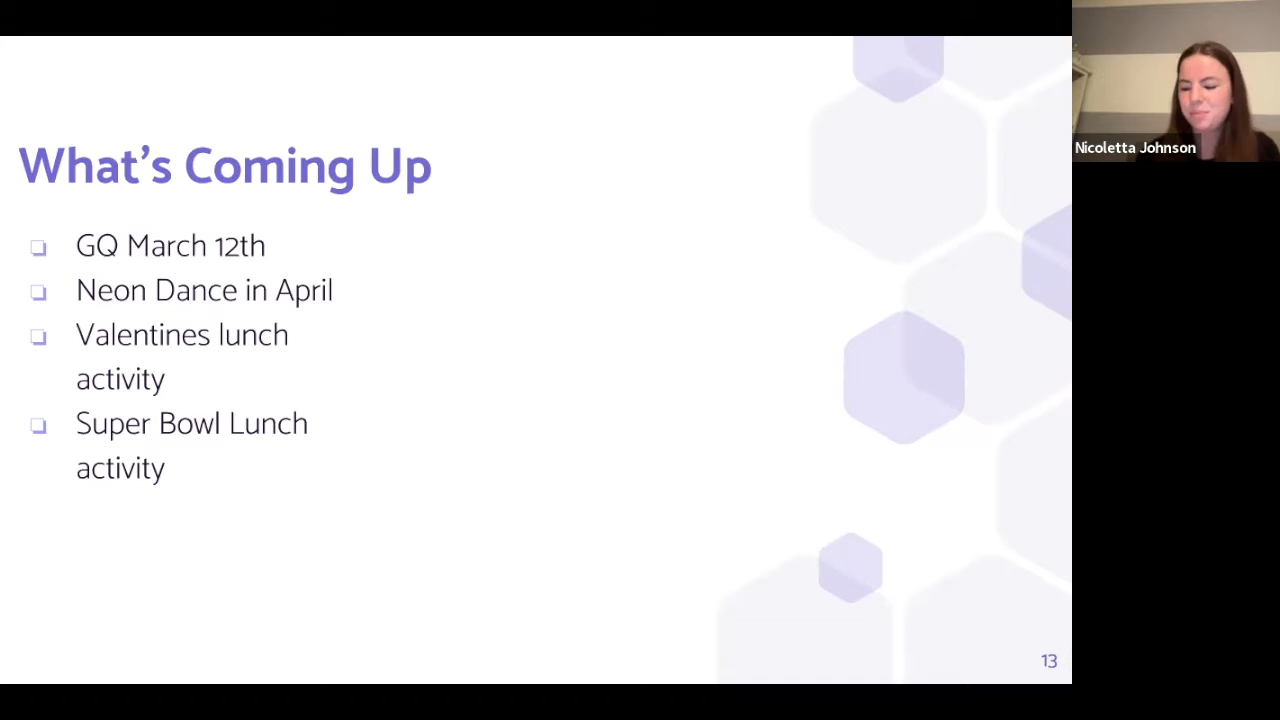 What's Coming Up
GQ March 12th
Neon Dance in April
Valentines lunch
activity
Super Bowl Lunch
activity
13
Nicoletta Johnson